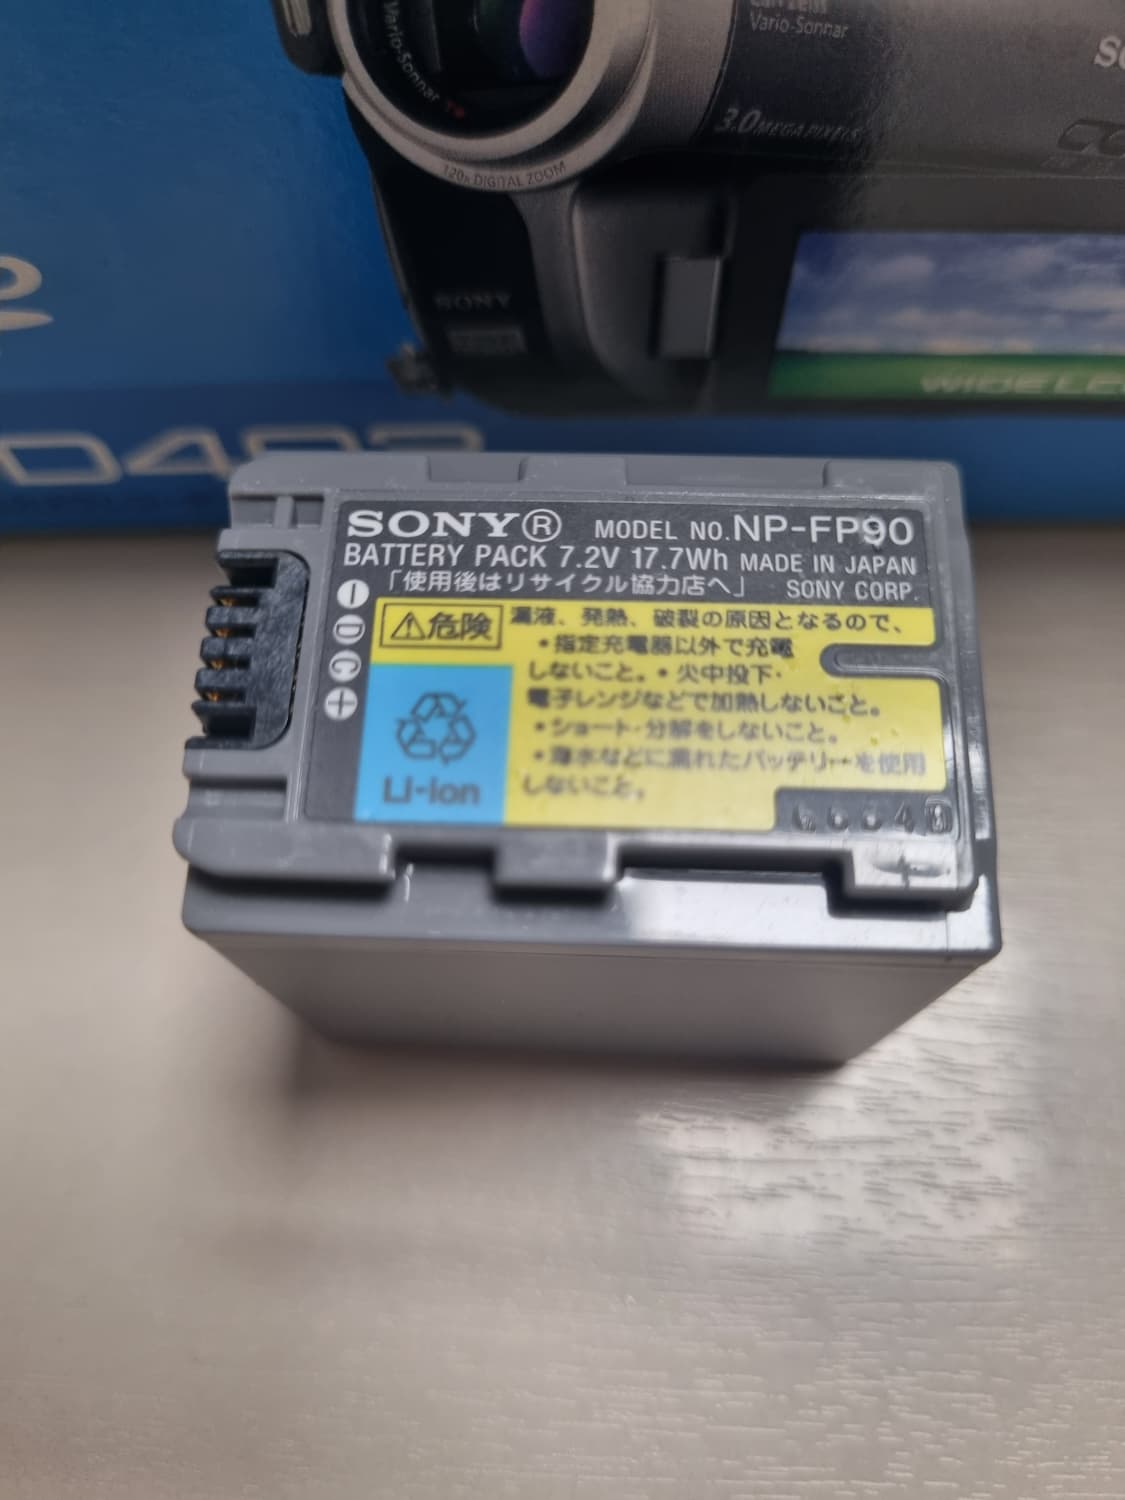 Vario-Sonnar T*
Vario-Sonnar
3.0 MEGA PIXELS
120x DIGITAL ZOOM
SONY
WIDE LCD
SONY® MODEL NO. NP-FP90
BATTERY PACK 7.2V 17.7Wh MADE IN JAPAN
「使用後はリサイクル協力店へ」 SONY CORP.
⚠危険 漏液、発熱、破裂の原因となるので、
•指定充電器以外で充電
しないこと。•火中投下・
電子レンジなどで加熱しないこと。
•ショート・分解をしないこと。
•海水などに濡れたバッテリーを使用
しないこと。
− D C +
Li-ion